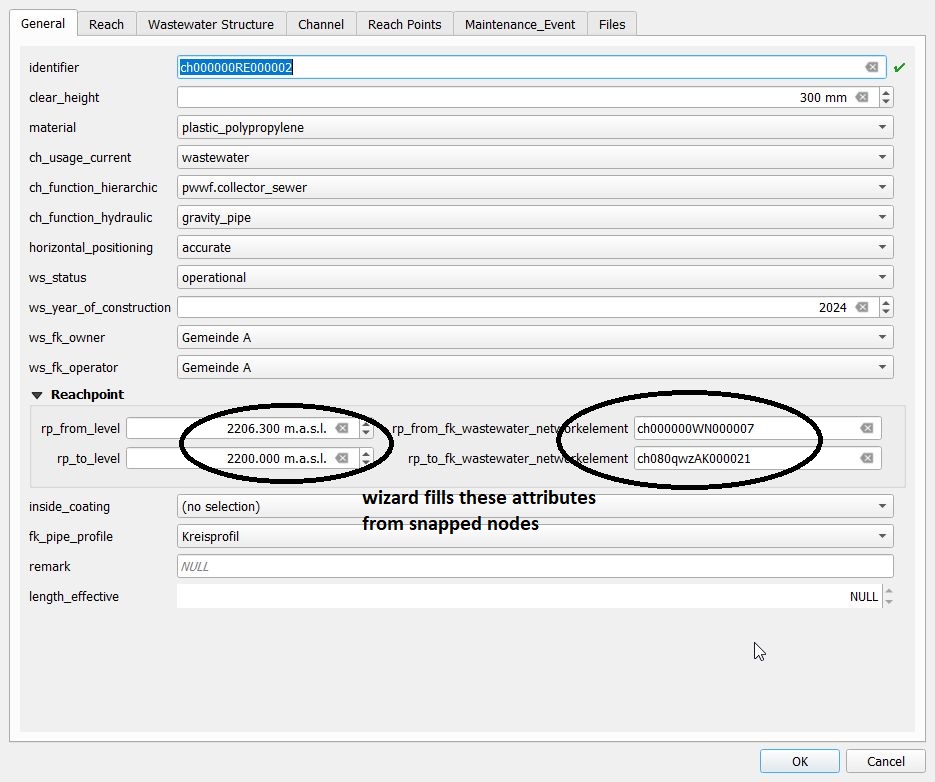 General Reach Wastewater Structure Channel Reach Points Maintenance_Event Files
identifier ch000000RE000002
clear_height 300 mm
material plastic_polypropylene
ch_usage_current wastewater
ch_function_hierarchic pwwf.collector_sewer
ch_function_hydraulic gravity_pipe
horizontal_positioning accurate
ws_status operational
ws_year_of_construction 2024
ws_fk_owner Gemeinde A
ws_fk_operator Gemeinde A
Reachpoint
rp_from_level 2206.300 m.a.s.l. rp_from_fk_wastewater_networkelement ch000000WN000007
rp_to_level 2200.000 m.a.s.l. rp_to_fk_wastewater_networkelement ch080qwzAK000021
wizard fills these attributes
inside_coating (no selection)
from snapped nodes
fk_pipe_profile Kreisprofil
remark NULL
length_effective NULL
OK Cancel